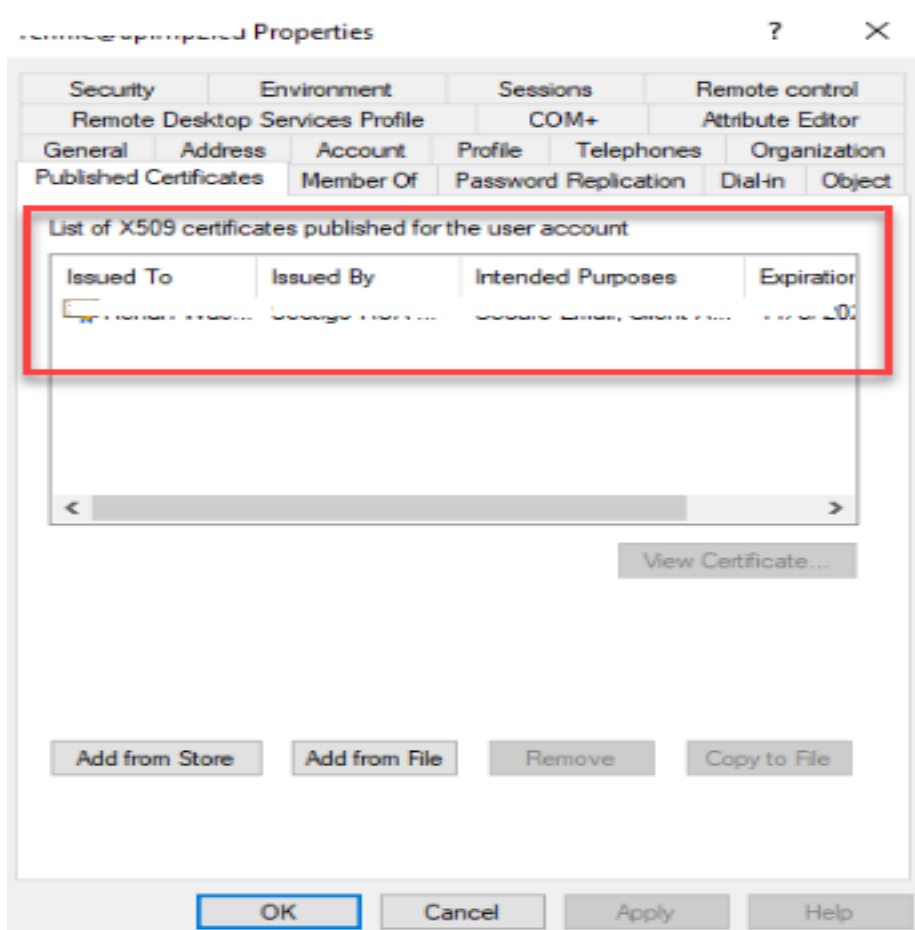 Properties ?
Security Environment Sessions Remote control
Remote Desktop Services Profile COM+ Attribute Editor
General Address Account Profile Telephones Organization
Published Certificates Member Of Password Replication Dial-in Object
List of X509 certificates published for the user account
Issued To Issued By Intended Purposes Expiration
View Certificate...
Add from Store Add from File Remove Copy to File
OK Cancel Apply Help